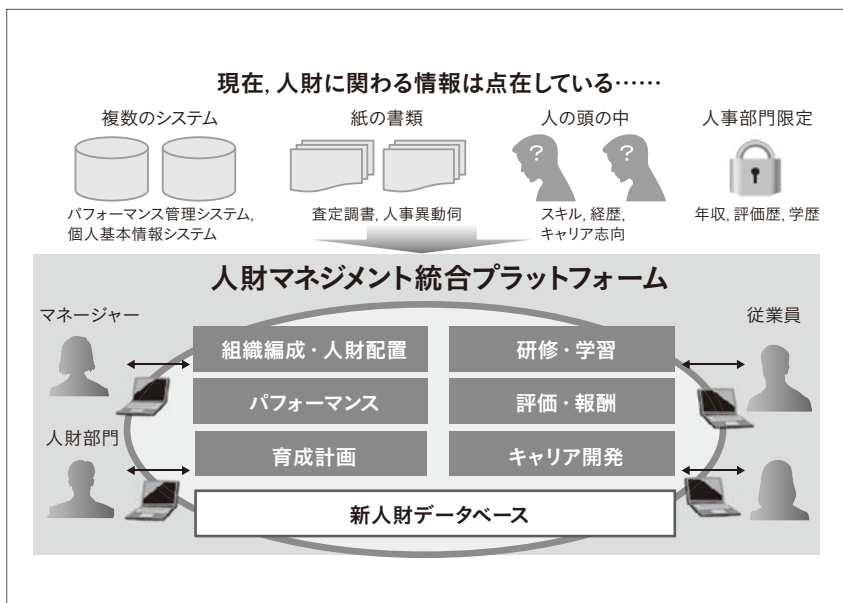 現在, 人財に関わる情報は点在している……
複数のシステム
紙の書類
人の頭の中
人事部門限定
?
?
パフォーマンス管理システム,
個人基本情報システム
査定調書, 人事異動伺
スキル, 経歴,
キャリア志向
年収, 評価歴, 学歴
人財マネジメント統合プラットフォーム
マネージャー
従業員
組織編成・人財配置
研修・学習
パフォーマンス
評価・報酬
人財部門
育成計画
キャリア開発
新人財データベース